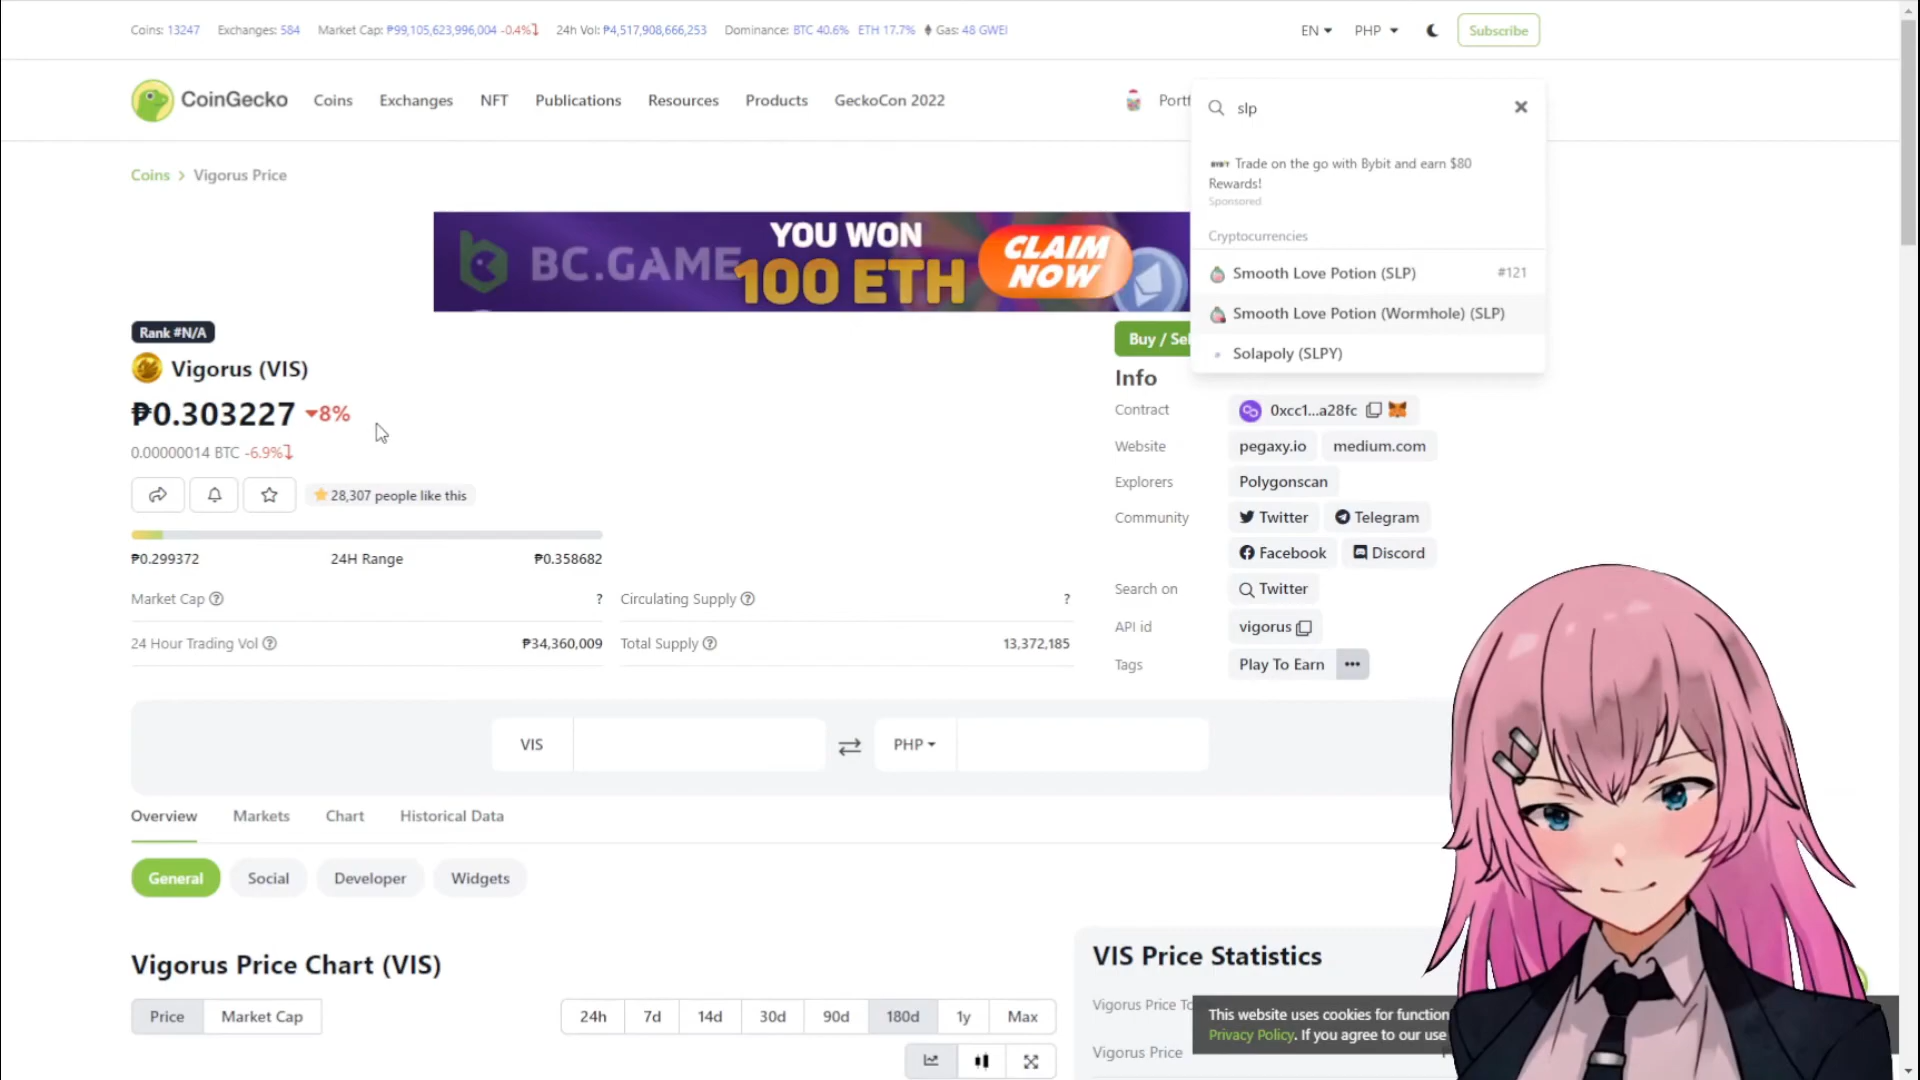 Coins: 13247 Exchanges: 584 Market Cap: ₱99,105,623,996,004 -0.4% 24h Vol: ₱4,517,908,666,253 Dominance: BTC 40.6% ETH 17.7% Gas: 48 GWEI EN PHP Subscribe
CoinGecko Coins Exchanges NFT Publications Resources Products GeckoCon 2022
slp
Trade on the go with Bybit and earn $80
Rewards!
Sponsored
Cryptocurrencies
Smooth Love Potion (SLP) #121
Smooth Love Potion (Wormhole) (SLP)
Solapoly (SLPY)
Coins > Vigorus Price
BC.GAME YOU WON 100 ETH CLAIM NOW
Rank #N/A
Vigorus (VIS)
₱0.303227 8%
0.00000014 BTC -6.9%
28,307 people like this
₱0.299372 24H Range ₱0.358682
Market Cap ? Circulating Supply ?
24 Hour Trading Vol ₱34,360,009 Total Supply 13,372,185
Buy /
Info
Contract 0xcc1...a28fc
Website pegaxy.io medium.com
Explorers Polygonscan
Community Twitter Telegram
Facebook Discord
Search on Twitter
API id vigorus
Tags Play To Earn •••
VIS PHP
Overview Markets Chart Historical Data
General Social Developer Widgets
Vigorus Price Chart (VIS)
Price Market Cap 24h 7d 14d 30d 90d 180d 1y Max
VIS Price Statistics
Vigorus Price
Vigorus Price
This website uses cookies for function
Privacy Policy. If you agree to our use